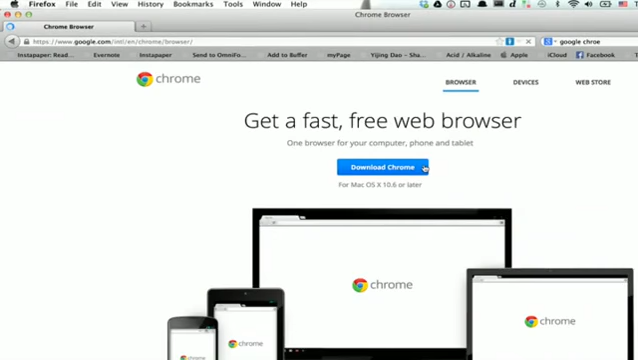 Firefox File Edit View History Bookmarks Tools Window Help
Chrome Browser
Chrome Browser
https://www.google.com/intl/en/chrome/browser/
google chroe
Instapaper: Read... Evernote Instapaper Send to OmniFo... Add to Buffer myPage Yijing Dao – Sha... Acid / Alkaline Apple iCloud Facebook
chrome
BROWSER DEVICES WEB STORE
Get a fast, free web browser
One browser for your computer, phone and tablet
Download Chrome
For Mac OS X 10.6 or later
chrome
chrome
chrome
chrome